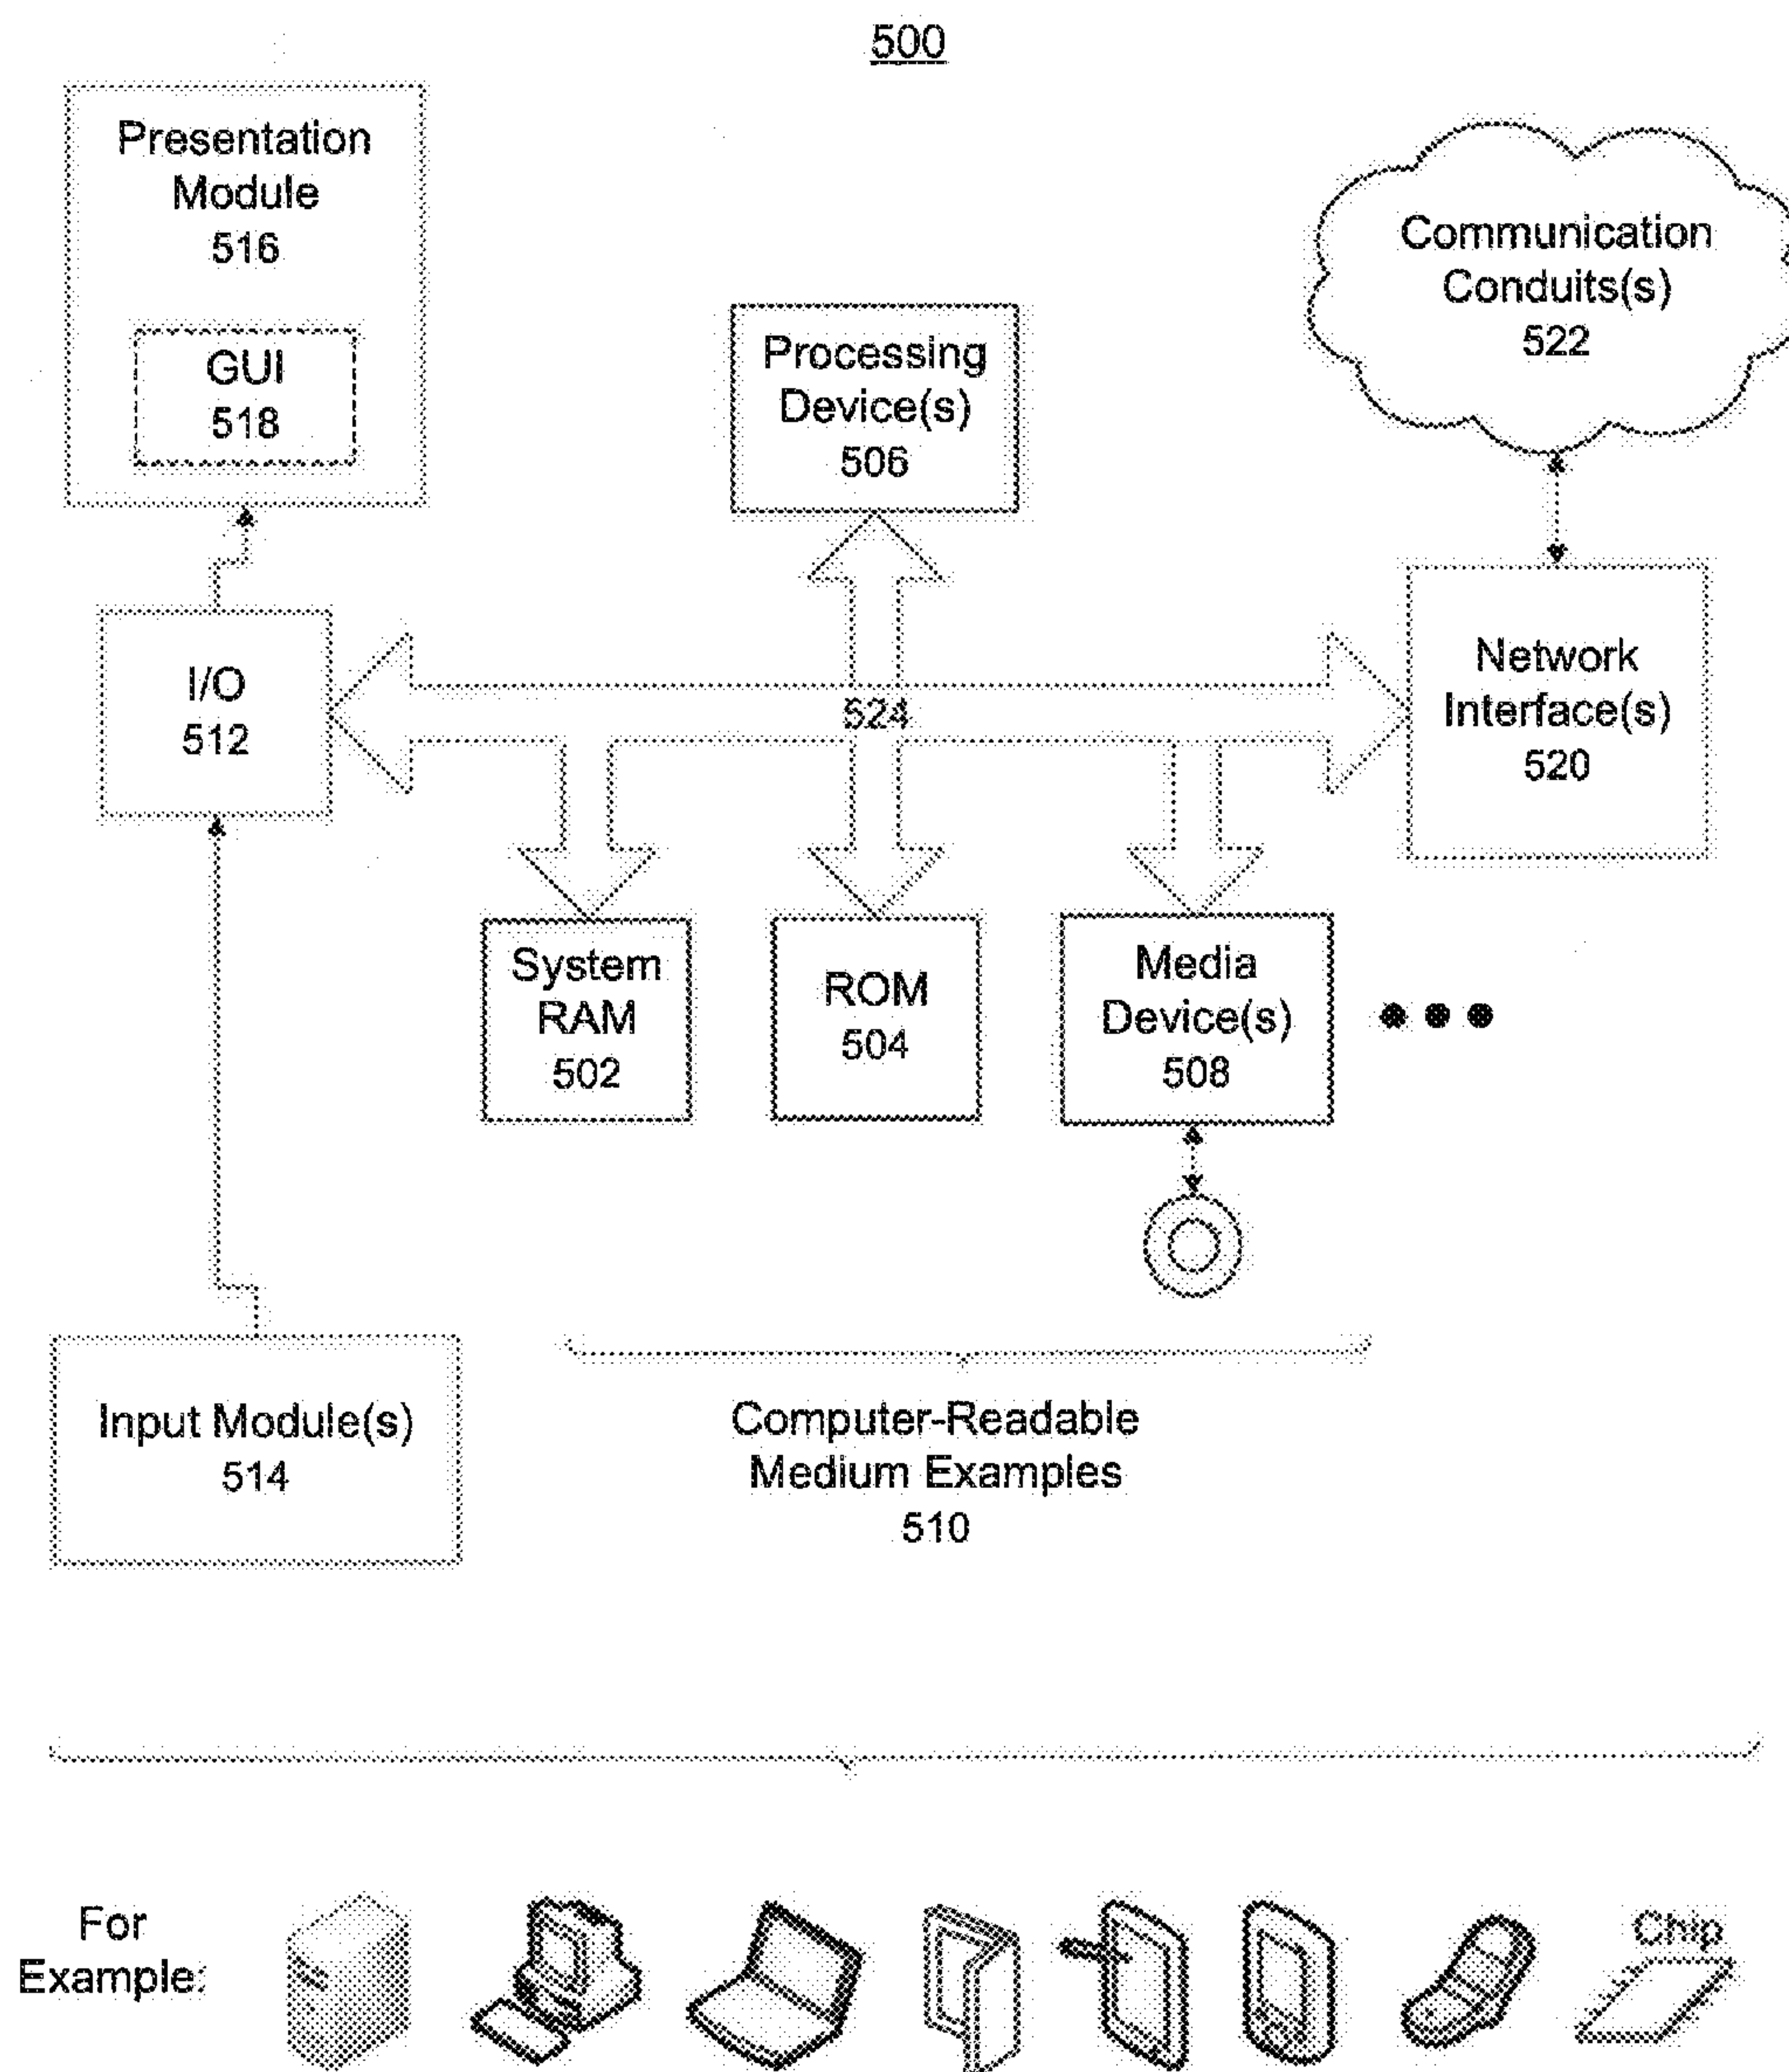 500
Presentation
Module
516
GUI
518
Communication
Conduits(s)
522
Processing
Device(s)
506
I/O
512
524
Network
Interface(s)
520
System
RAM
502
ROM
504
Media
Device(s)
508
Input Module(s)
514
Computer-Readable
Medium Examples
510
For
Example:
Chip